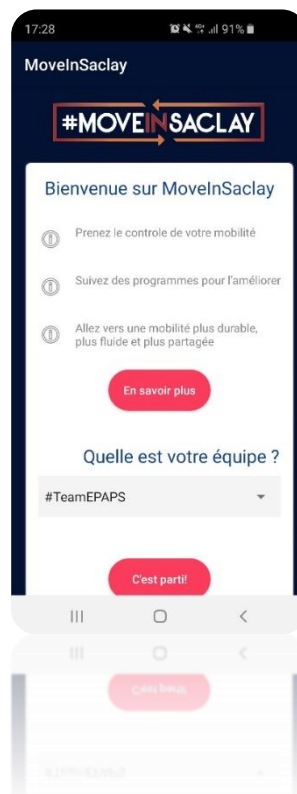 17:28
91%
MoveInSaclay
#MOVEINSACLAY
Bienvenue sur MoveInSaclay
Prenez le controle de votre mobilité
Suivez des programmes pour l'améliorer
Allez vers une mobilité plus durable,
plus fluide et plus partagée
En savoir plus
Quelle est votre équipe ?
#TeamEPAPS
C'est parti!